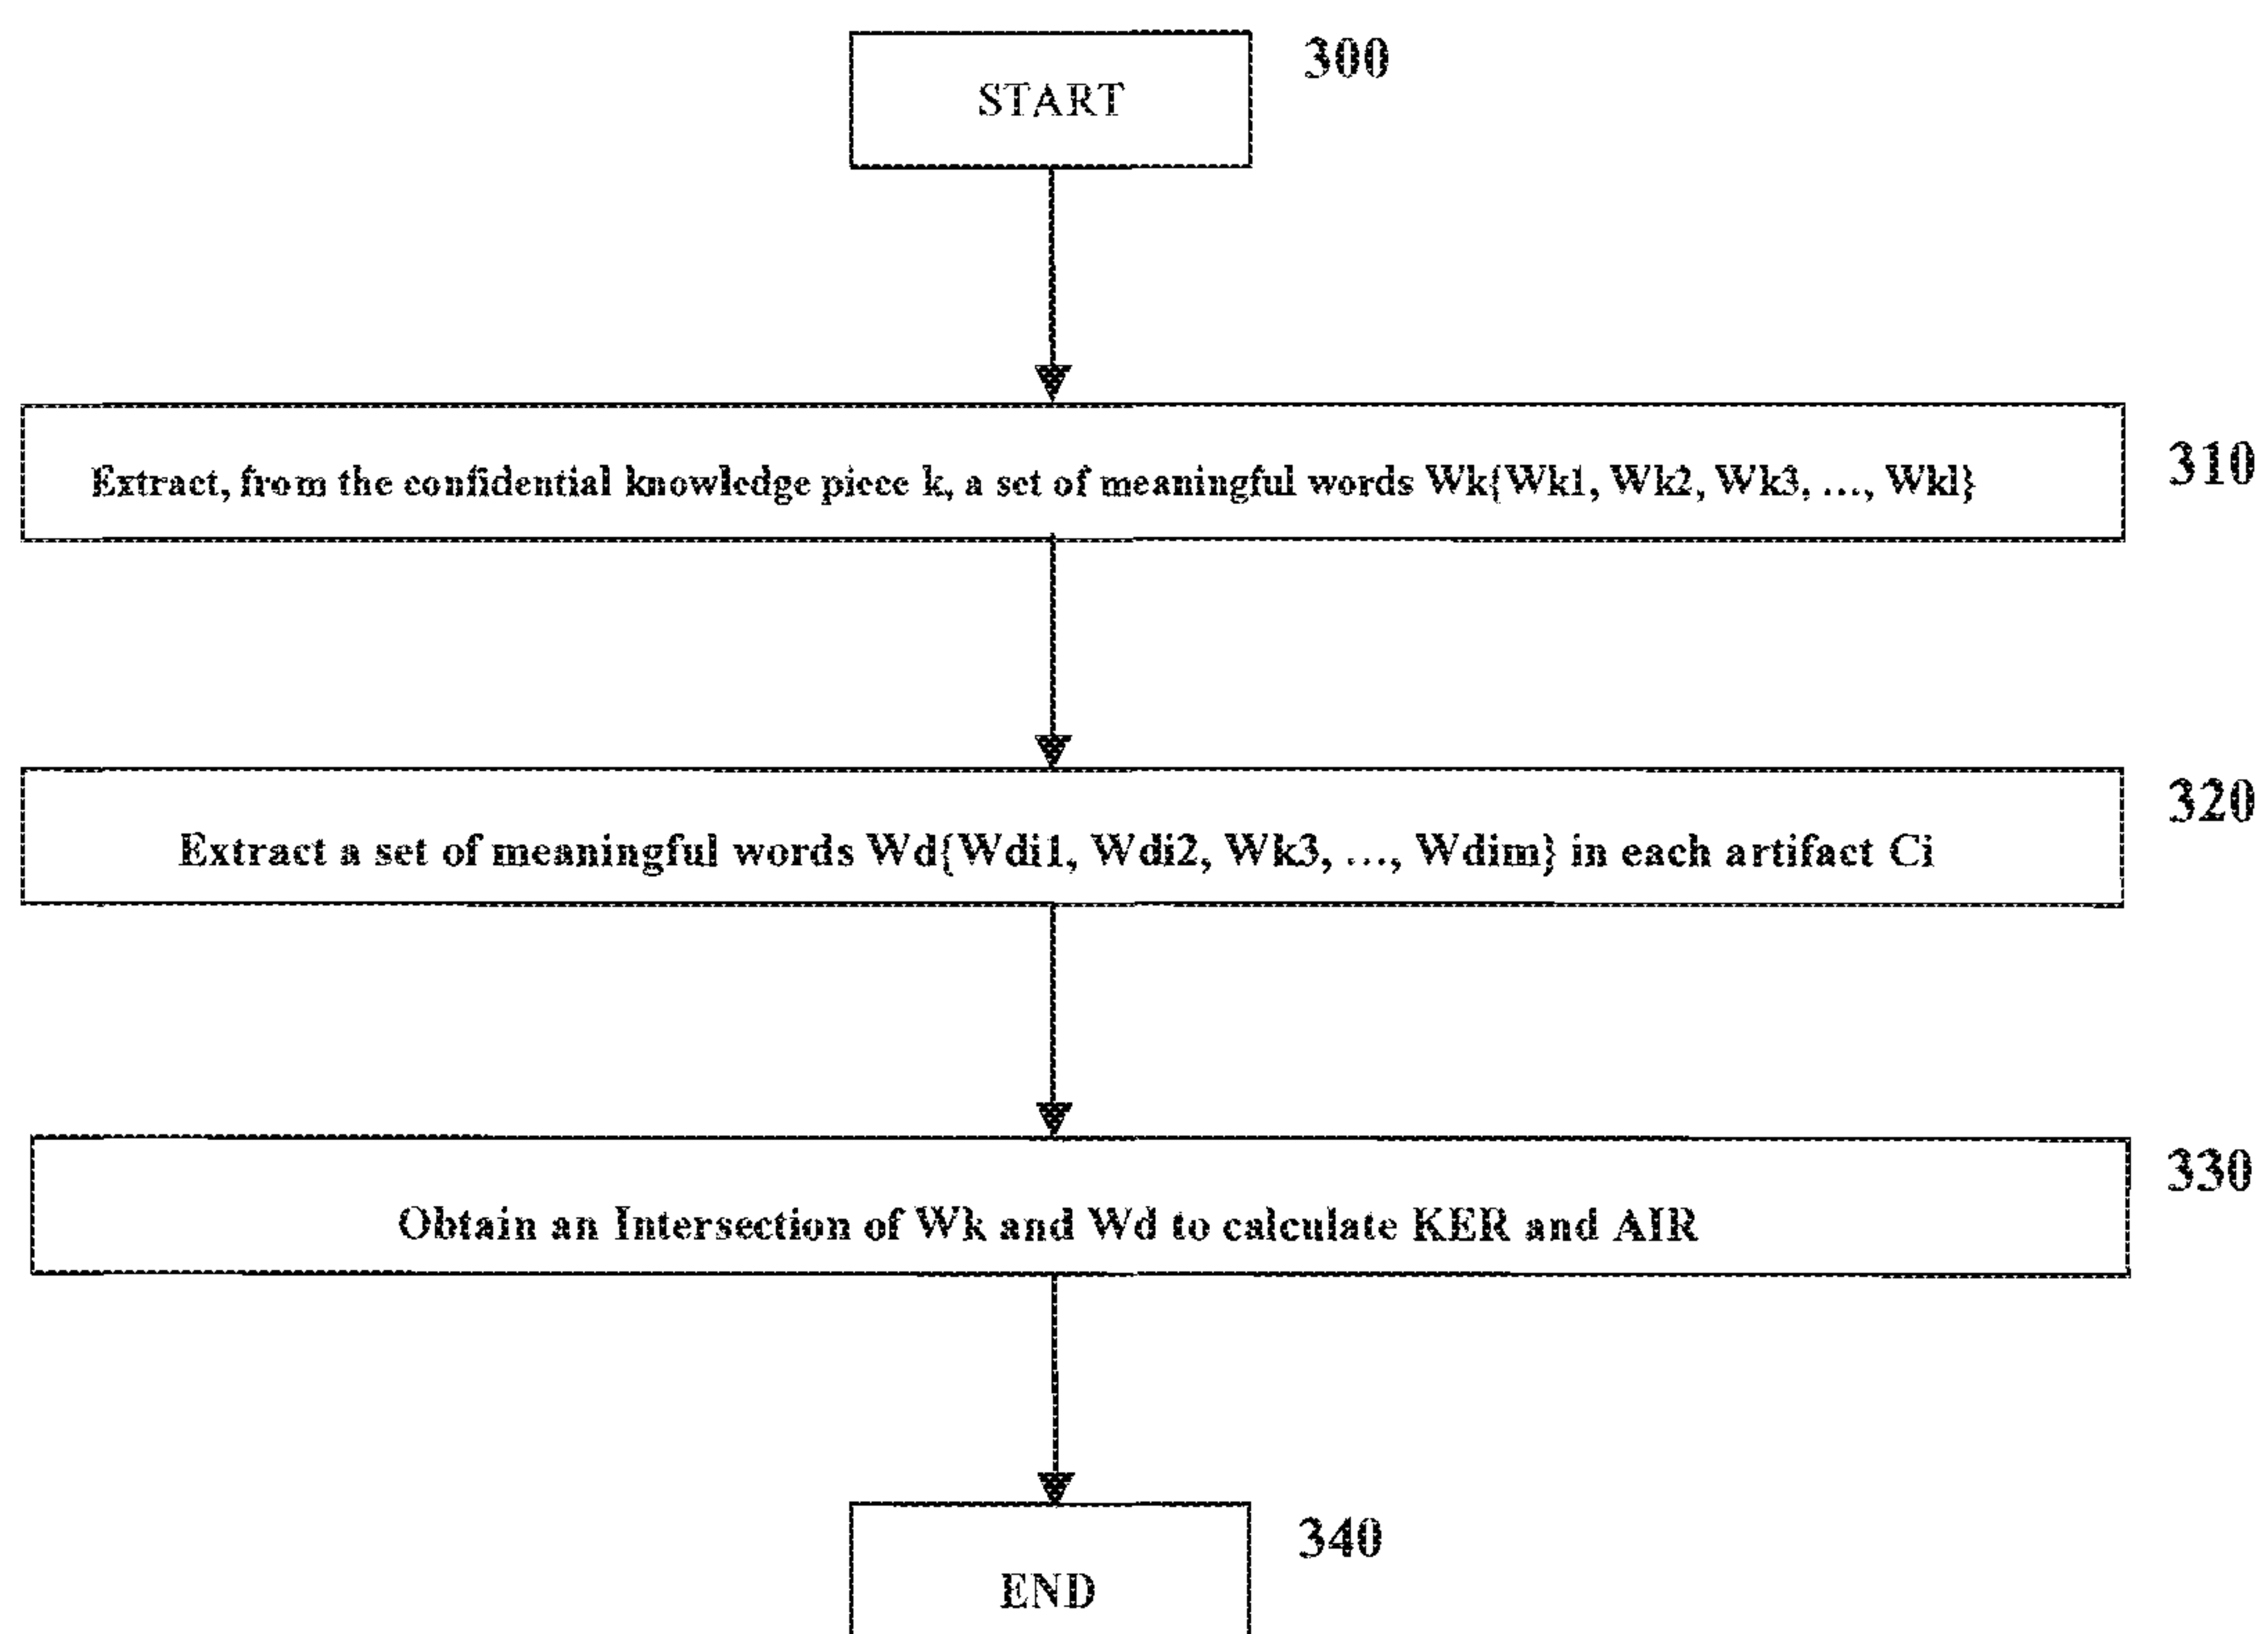 START
300
Extract, from the confidential knowledge piece k, a set of meaningful words Wk{Wk1, Wk2, Wk3, ..., Wkl}
310
Extract a set of meaningful words Wd{Wdi1, Wdi2, Wk3, ..., Wdim} in each artifact Ci
320
Obtain an Intersection of Wk and Wd to calculate KER and AIR
330
END
340